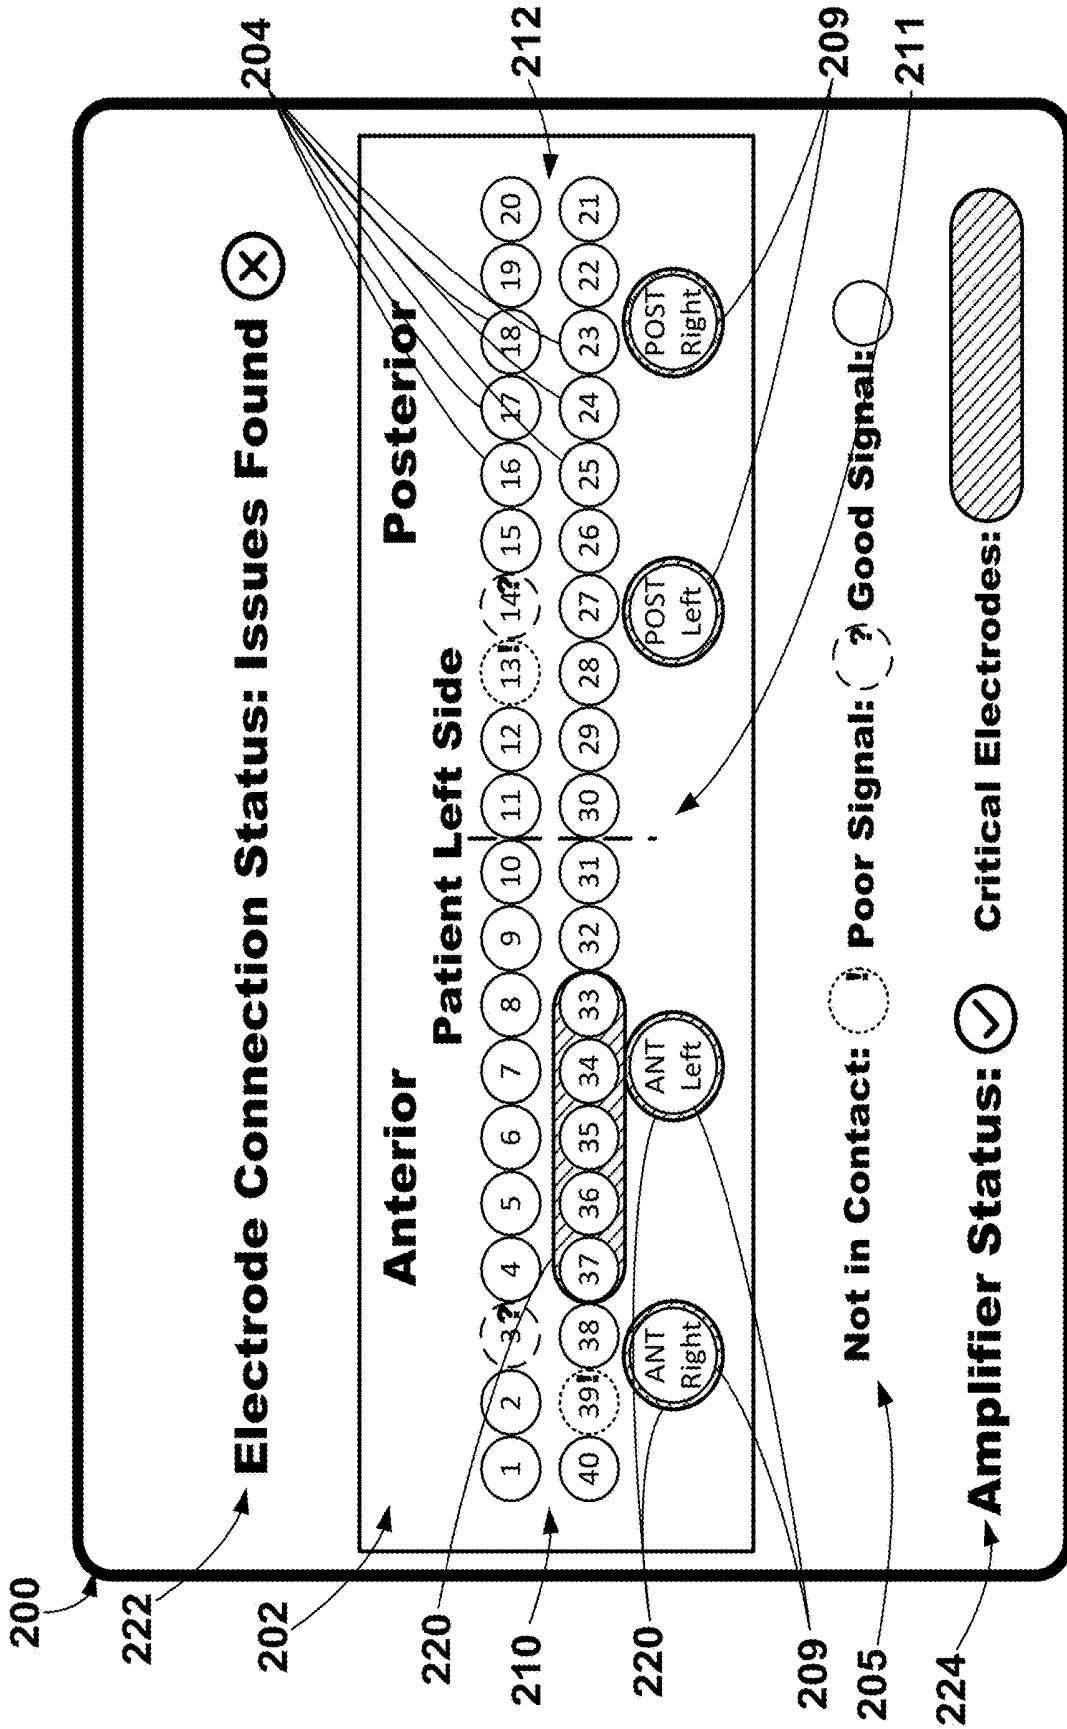 200
222
202
220
210
220
209
205
224
204
212
209
211
Electrode Connection Status: Issues Found
Anterior
Posterior
Patient Left Side
1 2 3? 4 5 6 7 8 9 10 11 12 13! 14? 15 16 17 18 19 20
40 39! 38 37 36 35 34 33 32 31 30 29 28 27 26 25 24 23 22 21
ANT
Right
ANT
Left
POST
Left
POST
Right
Not in Contact: ! Poor Signal: ? Good Signal:
Amplifier Status: Critical Electrodes: